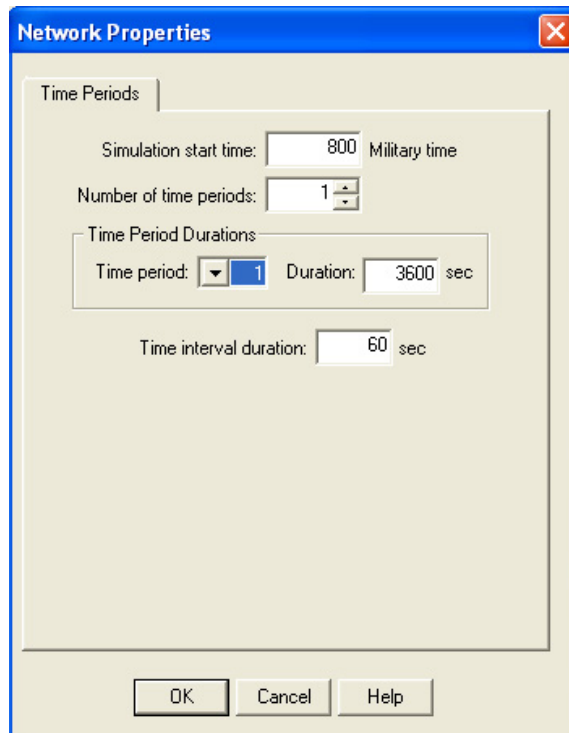 Network Properties
Time Periods
Simulation start time: 800 Military time
Number of time periods: 1
Time Period Durations
Time period: 1 Duration: 3600 sec
Time interval duration: 60 sec
OK Cancel Help